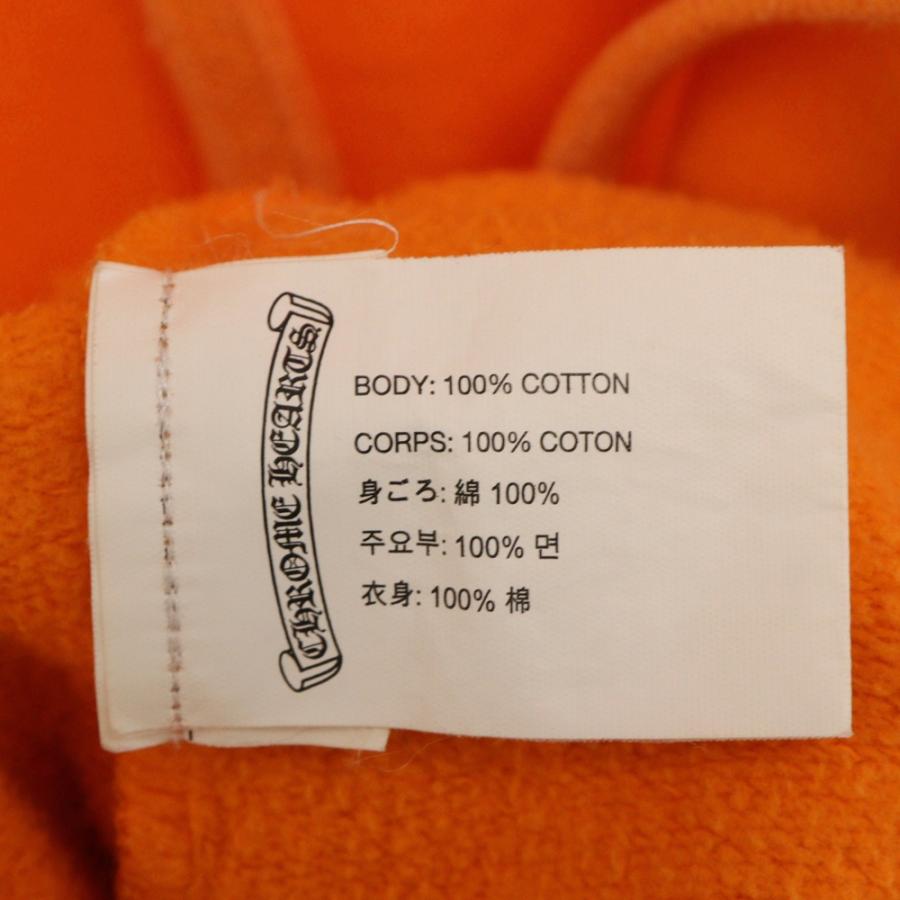 CHROME HEARTS
BODY: 100% COTTON
CORPS: 100% COTON
身ごろ: 綿 100%
주요부: 100% 면
衣身: 100% 棉